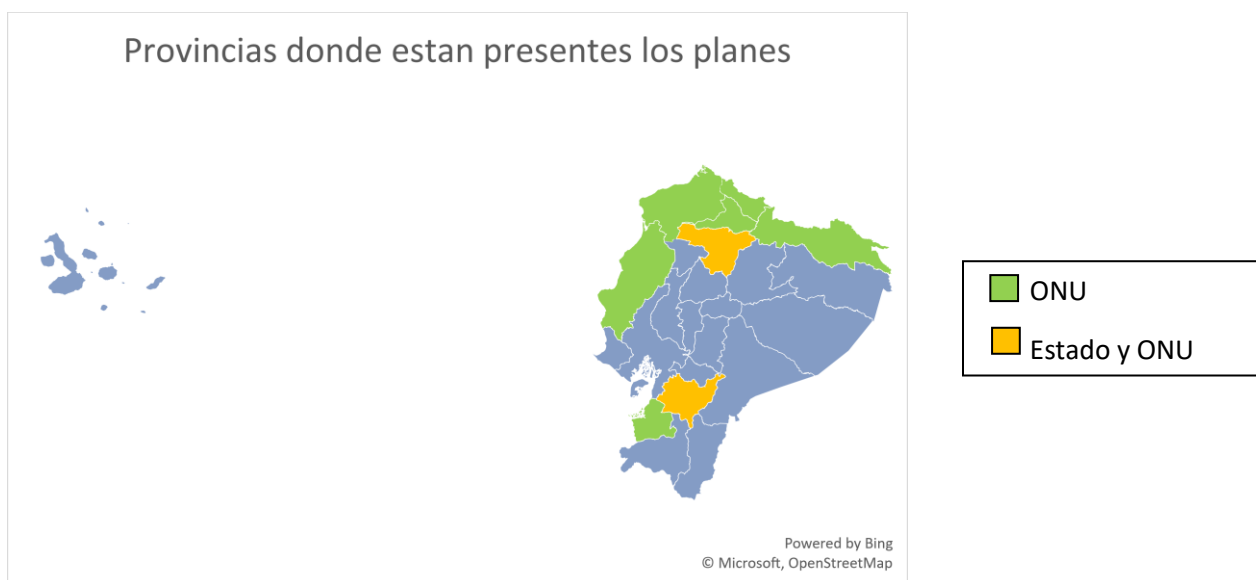 Provincias donde estan presentes los planes
ONU
Estado y ONU
Powered by Bing
© Microsoft, OpenStreetMap